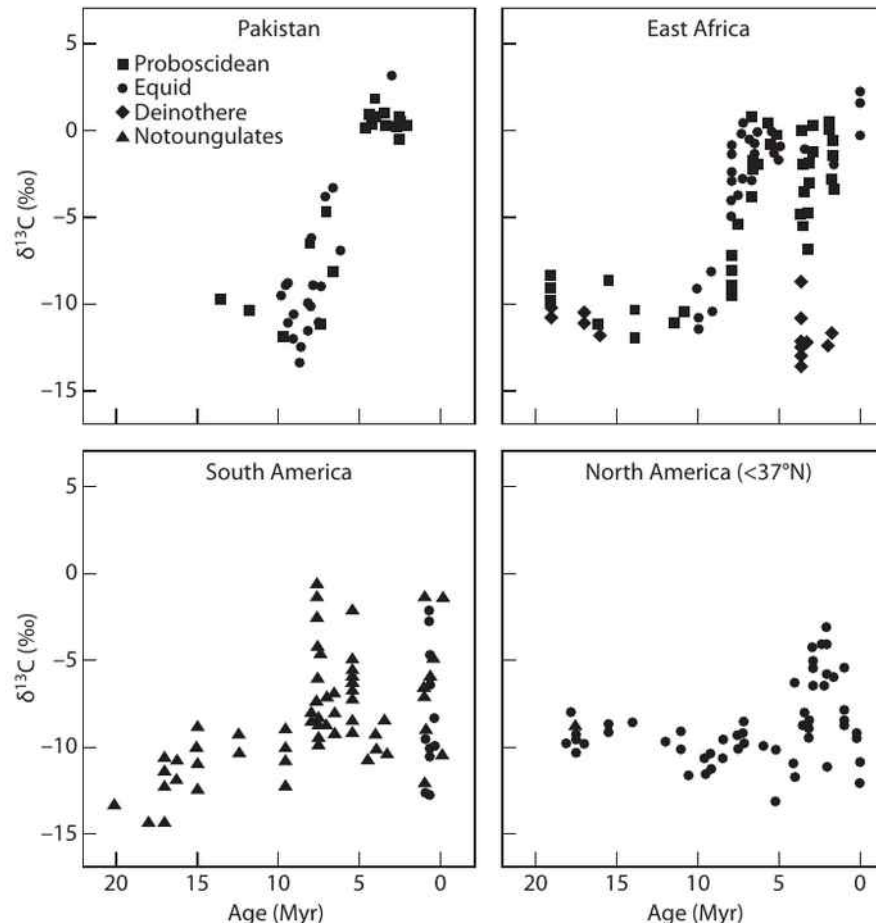 Pakistan
East Africa
Proboscidean
Equid
Deinothere
Notoungulates
5
0
−5
−10
−15
δ¹³C (‰)
South America
North America (<37°N)
5
0
−5
−10
−15
δ¹³C (‰)
20 15 10 5 0
20 15 10 5 0
Age (Myr)
Age (Myr)